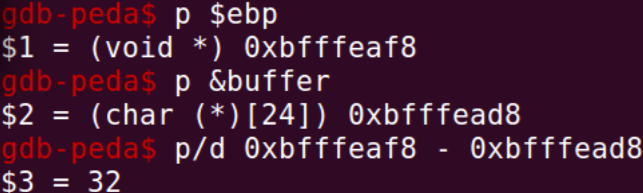 gdb-peda$ p $ebp
$1 = (void *) 0xbfffeaf8
gdb-peda$ p &buffer
$2 = (char (*)[24]) 0xbfffead8
gdb-peda$ p/d 0xbfffeaf8 - 0xbfffead8
$3 = 32